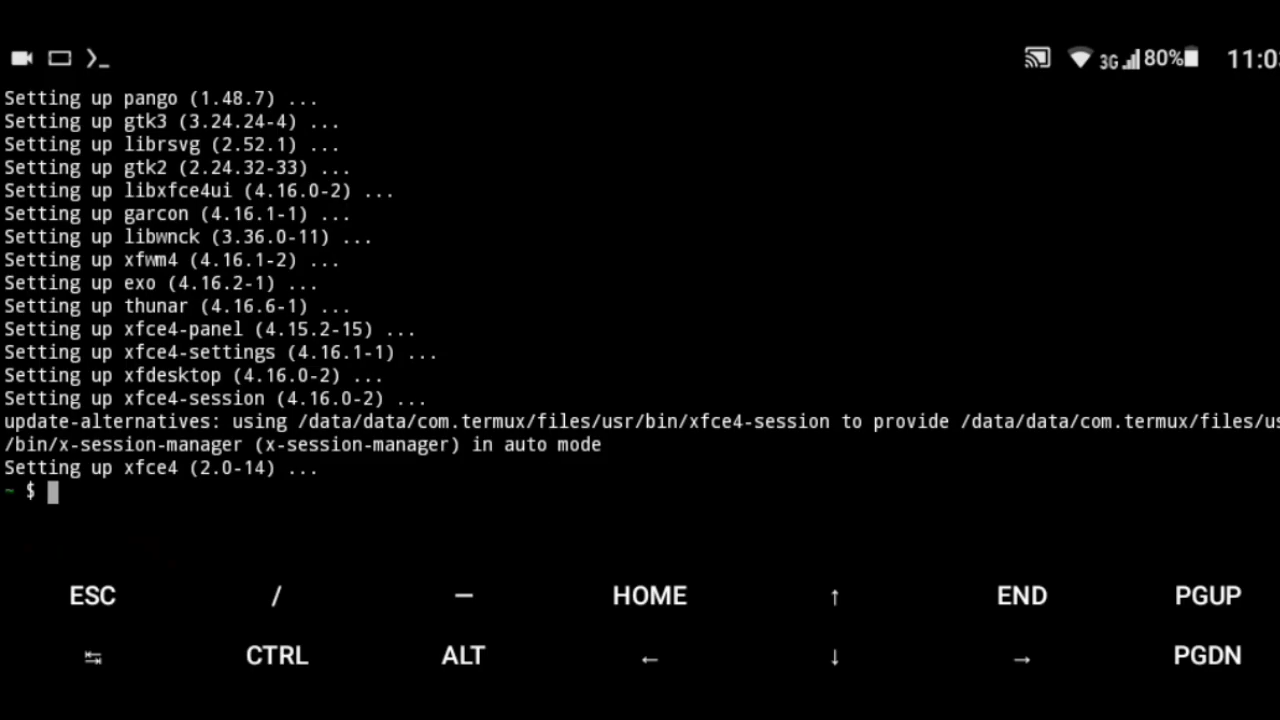 3G 80% 11:0
Setting up pango (1.48.7) ...
Setting up gtk3 (3.24.24-4) ...
Setting up librsvg (2.52.1) ...
Setting up gtk2 (2.24.32-33) ...
Setting up libxfce4ui (4.16.0-2) ...
Setting up garcon (4.16.1-1) ...
Setting up libwnck (3.36.0-11) ...
Setting up xfwm4 (4.16.1-2) ...
Setting up exo (4.16.2-1) ...
Setting up thunar (4.16.6-1) ...
Setting up xfce4-panel (4.15.2-15) ...
Setting up xfce4-settings (4.16.1-1) ...
Setting up xfdesktop (4.16.0-2) ...
Setting up xfce4-session (4.16.0-2) ...
update-alternatives: using /data/data/com.termux/files/usr/bin/xfce4-session to provide /data/data/com.termux/files/us
/bin/x-session-manager (x-session-manager) in auto mode
Setting up xfce4 (2.0-14) ...
~ $
ESC / — HOME ↑ END PGUP
↹ CTRL ALT ← ↓ → PGDN